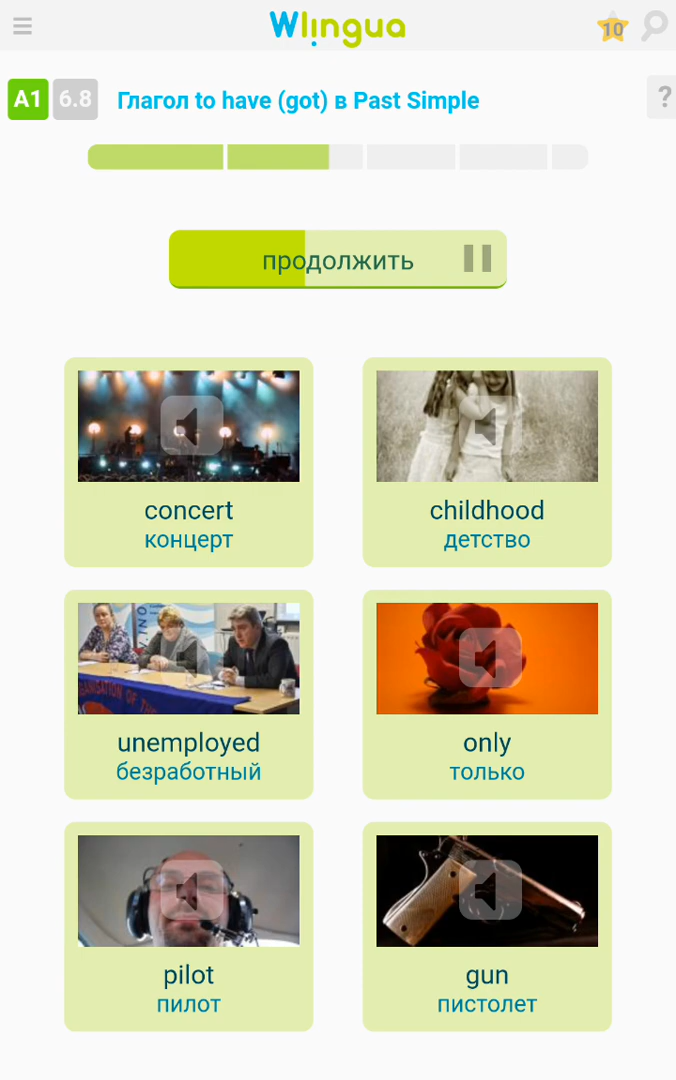 Wlingua
10
A1 6.8 Глагол to have (got) в Past Simple ?
продолжить
concert
концерт
childhood
детство
unemployed
безработный
only
только
pilot
пилот
gun
пистолет